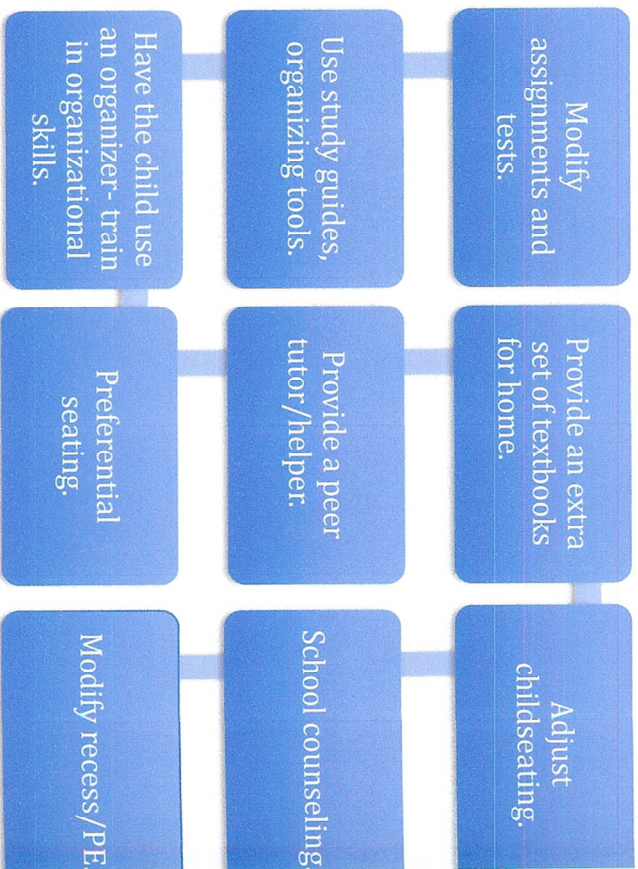 Modify
assignments and
tests.
Use study guides,
organizing tools.
Have the child use
an organizer- train
in organizational
skills.
Preferential
seating.
Provide a peer
tutor/helper.
Provide an extra
set of textbooks
for home.
Adjust
childseating.
School counseling.
Modify recess/PE.